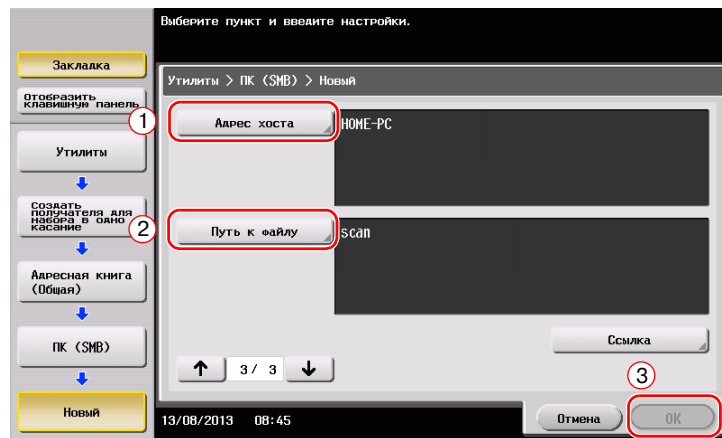 Выберите пункт и введите настройки.
Закладка
Отобразить
клавишную панель
Утилиты > ПК (SMB) > Новый
1
Адрес хоста
HOME-PC
Утилиты
Создать
получателя для
набора в одно
касание
2
Путь к файлу
scan
Адресная книга
(Общая)
ПК (SMB)
Ссылка
3/ 3
3
Новый
13/08/2013 08:45
Отмена
OK